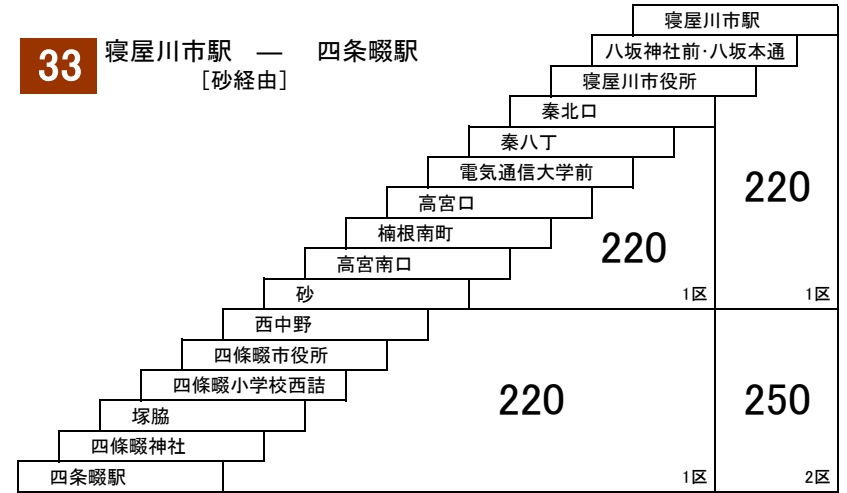 33
寝屋川市駅 ― 四条畷駅
[砂経由]
寝屋川市駅
八坂神社前・八坂本通
寝屋川市役所
秦北口
秦八丁
電気通信大学前
高宮口
楠根南町
高宮南口
砂
西中野
四條畷市役所
四條畷小学校西詰
塚脇
四條畷神社
四条畷駅
220
1区
220
1区
220
1区
250
2区